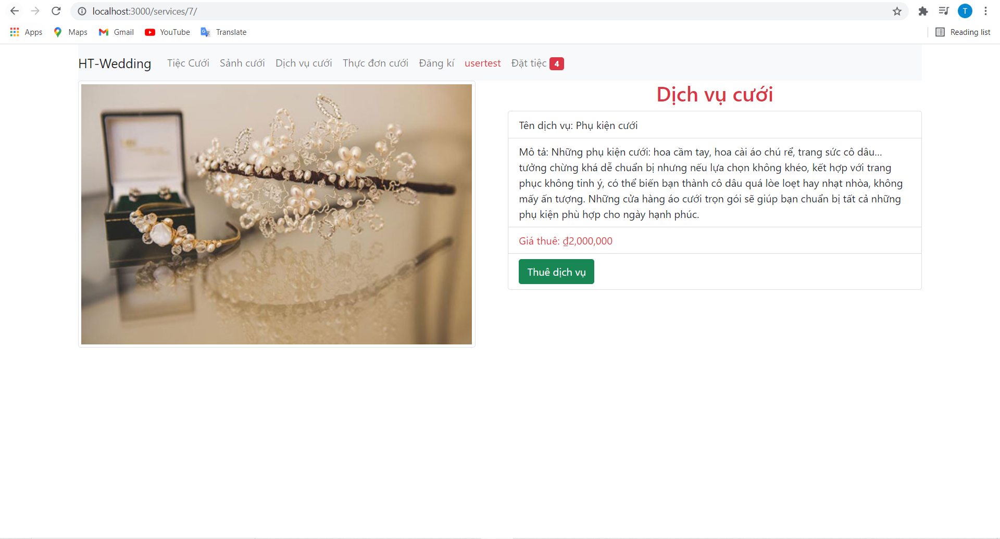 localhost:3000/services/7/
T
Apps Maps Gmail YouTube Translate Reading list
HT-Wedding Tiệc Cưới Sảnh cưới Dịch vụ cưới Thực đơn cưới Đăng kí usertest Đặt tiệc 4
Dịch vụ cưới
Tên dịch vụ: Phụ kiện cưới
Mô tả: Những phụ kiện cưới: hoa cầm tay, hoa cài áo chú rể, trang sức cô dâu...
tưởng chừng khá dễ chuẩn bị nhưng nếu lựa chọn không khéo, kết hợp với trang
phục không tinh ý, có thể biến bạn thành cô dâu quá lòe loẹt hay nhạt nhòa, không
mấy ấn tượng. Những cửa hàng áo cưới trọn gói sẽ giúp bạn chuẩn bị tất cả những
phụ kiện phù hợp cho ngày hạnh phúc.
Giá thuê: ₫2,000,000
Thuê dịch vụ